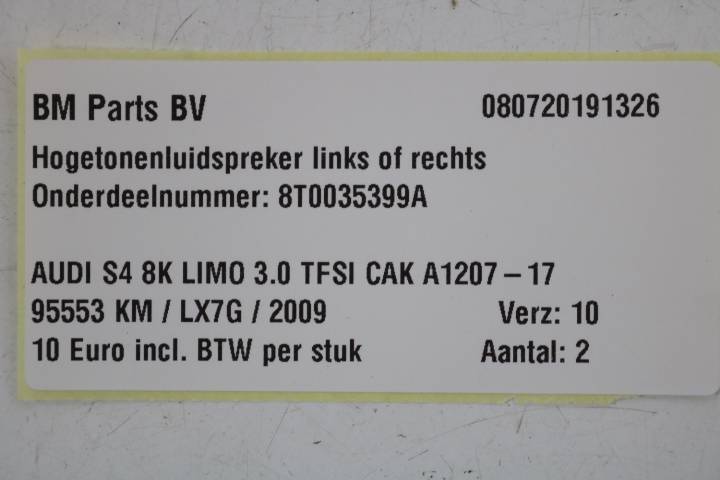 BM Parts BV 080720191326
Hogetonenluidspreker links of rechts
Onderdeelnummer: 8T0035399A
AUDI S4 8K LIMO 3.0 TFSI CAK A1207 – 17
95553 KM / LX7G / 2009 Verz: 10
10 Euro incl. BTW per stuk Aantal: 2